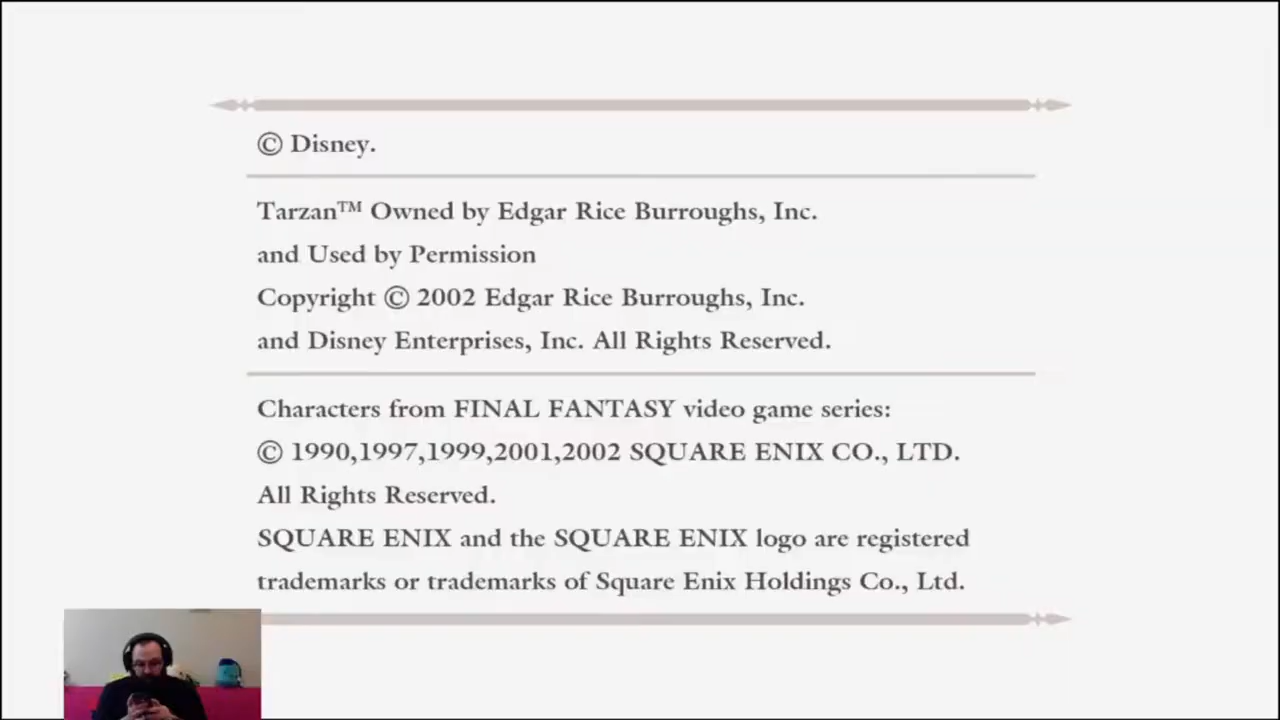 © Disney.
Tarzan™ Owned by Edgar Rice Burroughs, Inc.
and Used by Permission
Copyright © 2002 Edgar Rice Burroughs, Inc.
and Disney Enterprises, Inc. All Rights Reserved.
Characters from FINAL FANTASY video game series:
© 1990,1997,1999,2001,2002 SQUARE ENIX CO., LTD.
All Rights Reserved.
SQUARE ENIX and the SQUARE ENIX logo are registered
trademarks or trademarks of Square Enix Holdings Co., Ltd.